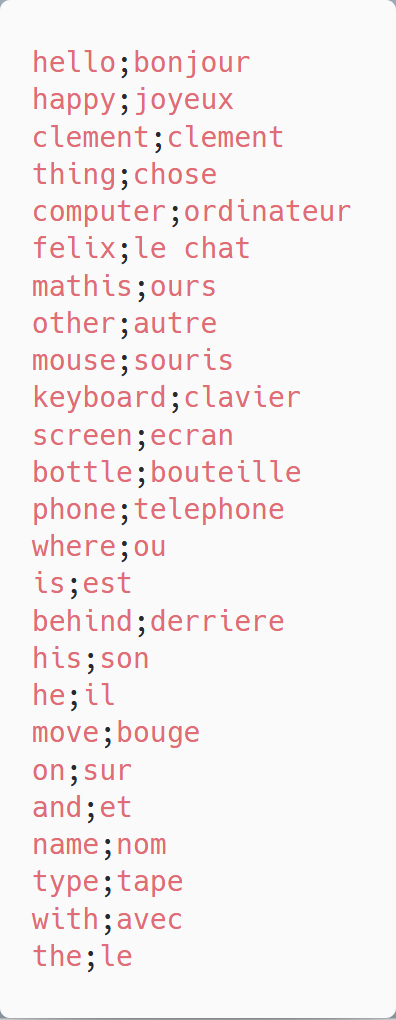 hello;bonjour
happy;joyeux
clement;clement
thing;chose
computer;ordinateur
felix;le chat
mathis;ours
other;autre
mouse;souris
keyboard;clavier
screen;ecran
bottle;bouteille
phone;telephone
where;ou
is;est
behind;derriere
his;son
he;il
move;bouge
on;sur
and;et
name;nom
type;tape
with;avec
the;le